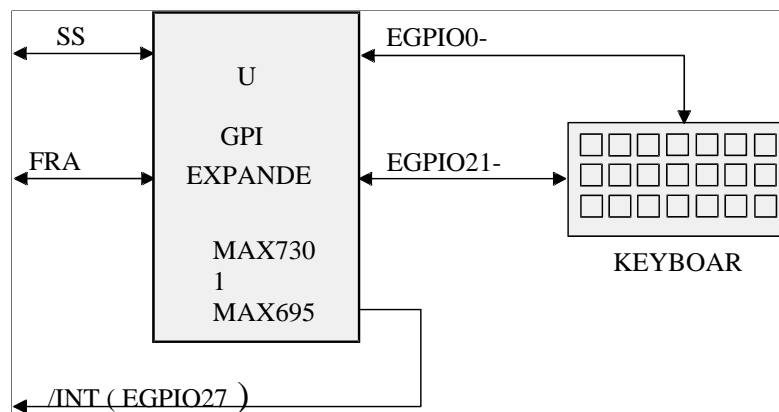 SS
EGPIO0-
U
GPI
FRA
EXPANDE
EGPIO21-
MAX730
1
MAX695
KEYBOAR
/INT ( EGPIO27 )